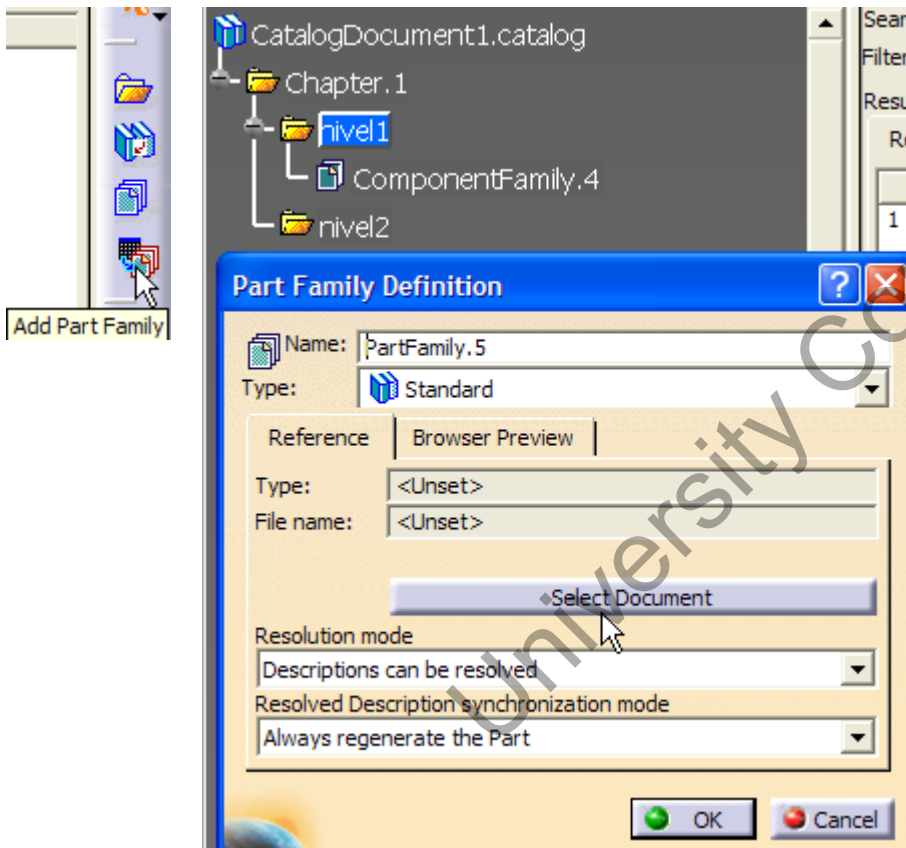 Add Part Family
CatalogDocument1.catalog
Chapter.1
nivel1
ComponentFamily.4
nivel2
Sear
Filter
Resu
R
1
Part Family Definition
?
Name: PartFamily.5
Type: Standard
Reference Browser Preview
Type: <Unset>
File name: <Unset>
Select Document
Resolution mode
Descriptions can be resolved
Resolved Description synchronization mode
Always regenerate the Part
OK Cancel
University Co